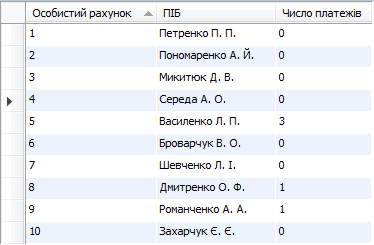 Особистий рахунок ПІБ Число платежів
1 Петренко П. П. 0
2 Пономаренко А. Й. 0
3 Микитюк Д. В. 0
4 Середа А. О. 0
5 Василенко Л. П. 3
6 Броварчук В. О. 0
7 Шевченко Л. І. 0
8 Дмитренко О. Ф. 1
9 Романченко А. А. 1
10 Захарчук Є. Є. 0